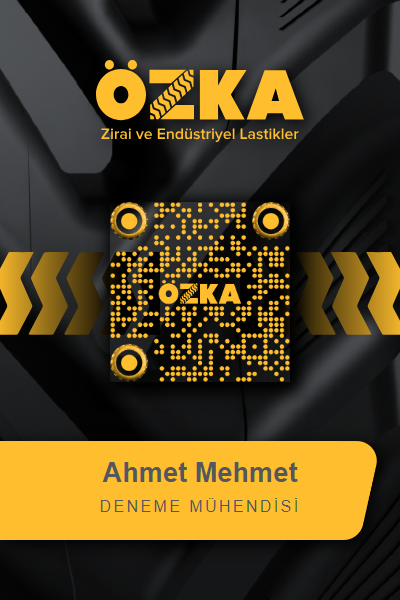 ÖZKA
Zirai ve Endüstriyel Lastikler
ÖZKA
Ahmet Mehmet
DENEME MÜHENDİSİ